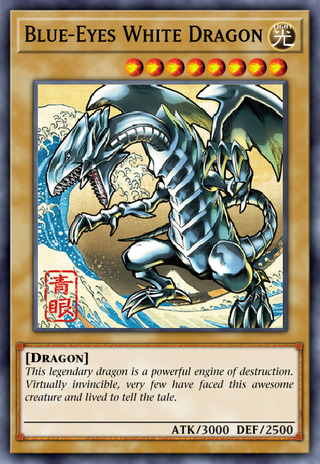 Blue-Eyes White Dragon
LIGHT
光
青
眼
[Dragon]
This legendary dragon is a powerful engine of destruction.
Virtually invincible, very few have faced this awesome
creature and lived to tell the tale.
ATK/3000 DEF/2500